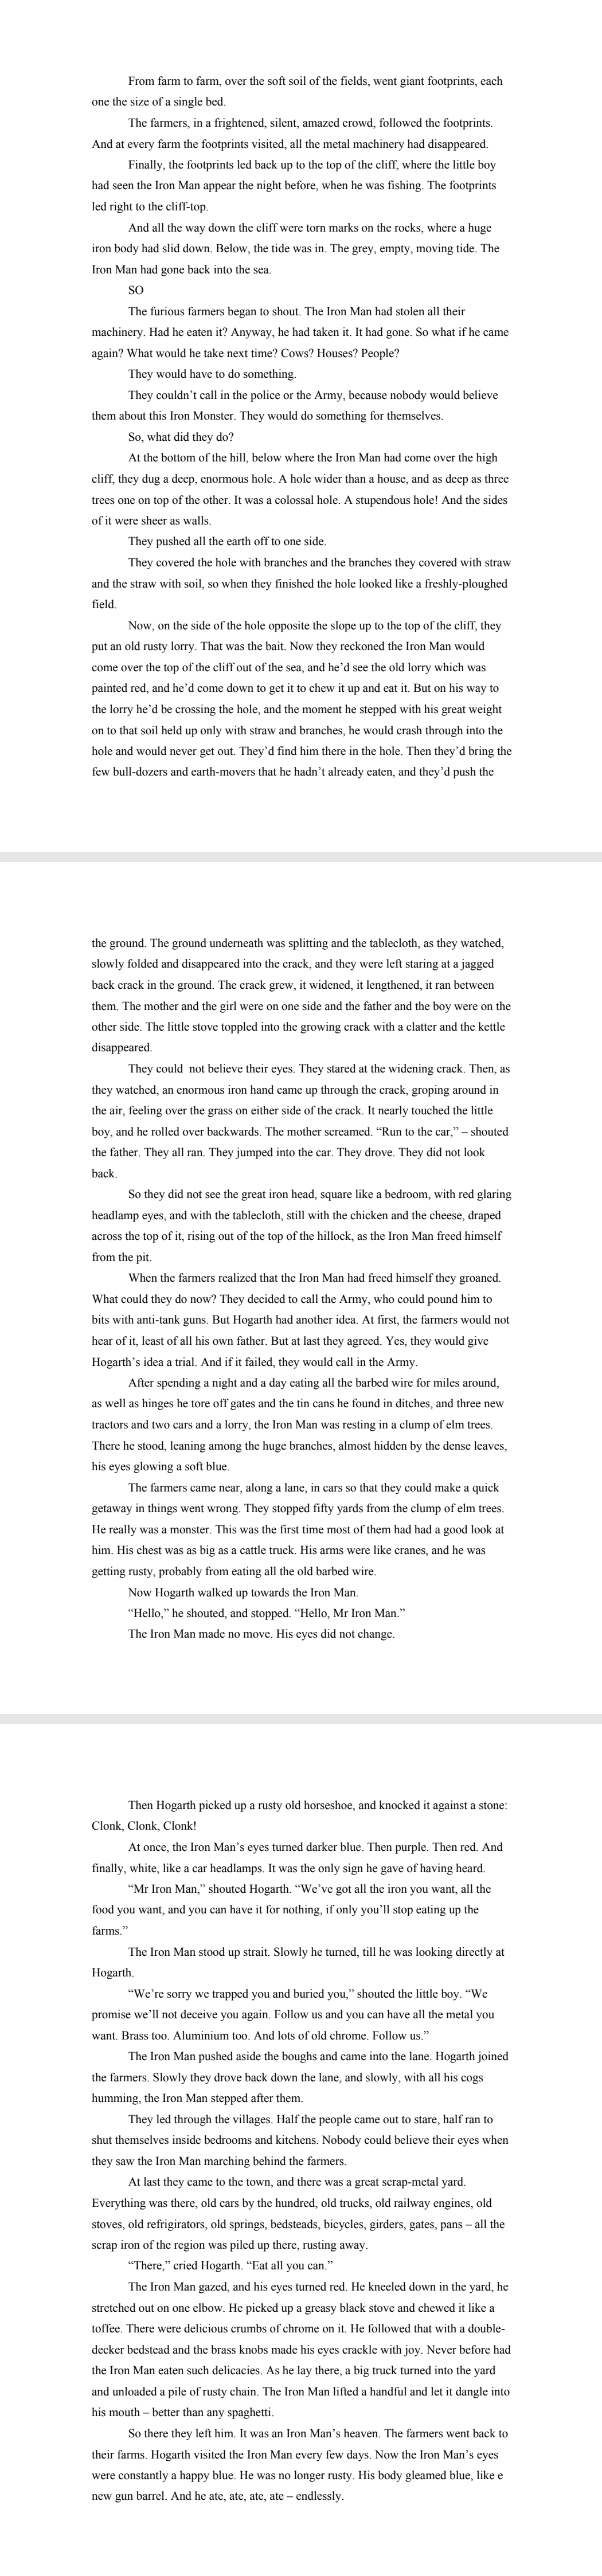 From farm to farm, over the soft soil of the fields, went giant footprints, each
one the size of a single bed.
The farmers, in a frightened, silent, amazed crowd, followed the footprints.
And at every farm the footprints visited, all the metal machinery had disappeared.
Finally, the footprints led back up to the top of the cliff, where the little boy
had seen the Iron Man appear the night before, when he was fishing. The footprints
led right to the cliff-top.
And all the way down the cliff were torn marks on the rocks, where a huge
iron body had slid down. Below, the tide was in. The grey, empty, moving tide. The
Iron Man had gone back into the sea.
SO
The furious farmers began to shout. The Iron Man had stolen all their
machinery. Had he eaten it? Anyway, he had taken it. It had gone. So what if he came
again? What would he take next time? Cows? Houses? People?
They would have to do something.
They couldn’t call in the police or the Army, because nobody would believe
them about this Iron Monster. They would do something for themselves.
So, what did they do?
At the bottom of the hill, below where the Iron Man had come over the high
cliff, they dug a deep, enormous hole. A hole wider than a house, and as deep as three
trees one on top of the other. It was a colossal hole. A stupendous hole! And the sides
of it were sheer as walls.
They pushed all the earth off to one side.
They covered the hole with branches and the branches they covered with straw
and the straw with soil, so when they finished the hole looked like a freshly-ploughed
field.
Now, on the side of the hole opposite the slope up to the top of the cliff, they
put an old rusty lorry. That was the bait. Now they reckoned the Iron Man would
come over the top of the cliff out of the sea, and he’d see the old lorry which was
painted red, and he’d come down to get it to chew it up and eat it. But on his way to
the lorry he’d be crossing the hole, and the moment he stepped with his great weight
on to that soil held up only with straw and branches, he would crash through into the
hole and would never get out. They’d find him there in the hole. Then they’d bring the
few bull-dozers and earth-movers that he hadn’t already eaten, and they’d push the
the ground. The ground underneath was splitting and the tablecloth, as they watched,
slowly folded and disappeared into the crack, and they were left staring at a jagged
back crack in the ground. The crack grew, it widened, it lengthened, it ran between
them. The mother and the girl were on one side and the father and the boy were on the
other side. The little stove toppled into the growing crack with a clatter and the kettle
disappeared.
They could  not believe their eyes. They stared at the widening crack. Then, as
they watched, an enormous iron hand came up through the crack, groping around in
the air, feeling over the grass on either side of the crack. It nearly touched the little
boy, and he rolled over backwards. The mother screamed. “Run to the car,” – shouted
the father. They all ran. They jumped into the car. They drove. They did not look
back.
So they did not see the great iron head, square like a bedroom, with red glaring
headlamp eyes, and with the tablecloth, still with the chicken and the cheese, draped
across the top of it, rising out of the top of the hillock, as the Iron Man freed himself
from the pit.
When the farmers realized that the Iron Man had freed himself they groaned.
What could they do now? They decided to call the Army, who could pound him to
bits with anti-tank guns. But Hogarth had another idea. At first, the farmers would not
hear of it, least of all his own father. But at last they agreed. Yes, they would give
Hogarth’s idea a trial. And if it failed, they would call in the Army.
After spending a night and a day eating all the barbed wire for miles around,
as well as hinges he tore off gates and the tin cans he found in ditches, and three new
tractors and two cars and a lorry, the Iron Man was resting in a clump of elm trees.
There he stood, leaning among the huge branches, almost hidden by the dense leaves,
his eyes glowing a soft blue.
The farmers came near, along a lane, in cars so that they could make a quick
getaway in things went wrong. They stopped fifty yards from the clump of elm trees.
He really was a monster. This was the first time most of them had had a good look at
him. His chest was as big as a cattle truck. His arms were like cranes, and he was
getting rusty, probably from eating all the old barbed wire.
Now Hogarth walked up towards the Iron Man.
“Hello,” he shouted, and stopped. “Hello, Mr Iron Man.”
The Iron Man made no move. His eyes did not change.
Then Hogarth picked up a rusty old horseshoe, and knocked it against a stone:
Clonk, Clonk, Clonk!
At once, the Iron Man’s eyes turned darker blue. Then purple. Then red. And
finally, white, like a car headlamps. It was the only sign he gave of having heard.
“Mr Iron Man,” shouted Hogarth. “We’ve got all the iron you want, all the
food you want, and you can have it for nothing, if only you’ll stop eating up the
farms.”
The Iron Man stood up strait. Slowly he turned, till he was looking directly at
Hogarth.
“We’re sorry we trapped you and buried you,” shouted the little boy. “We
promise we’ll not deceive you again. Follow us and you can have all the metal you
want. Brass too. Aluminium too. And lots of old chrome. Follow us.”
The Iron Man pushed aside the boughs and came into the lane. Hogarth joined
the farmers. Slowly they drove back down the lane, and slowly, with all his cogs
humming, the Iron Man stepped after them.
They led through the villages. Half the people came out to stare, half ran to
shut themselves inside bedrooms and kitchens. Nobody could believe their eyes when
they saw the Iron Man marching behind the farmers.
At last they came to the town, and there was a great scrap-metal yard.
Everything was there, old cars by the hundred, old trucks, old railway engines, old
stoves, old refrigirators, old springs, bedsteads, bicycles, girders, gates, pans – all the
scrap iron of the region was piled up there, rusting away.
“There,” cried Hogarth. “Eat all you can.”
The Iron Man gazed, and his eyes turned red. He kneeled down in the yard, he
stretched out on one elbow. He picked up a greasy black stove and chewed it like a
toffee. There were delicious crumbs of chrome on it. He followed that with a double-
decker bedstead and the brass knobs made his eyes crackle with joy. Never before had
the Iron Man eaten such delicacies. As he lay there, a big truck turned into the yard
and unloaded a pile of rusty chain. The Iron Man lifted a handful and let it dangle into
his mouth – better than any spaghetti.
So there they left him. It was an Iron Man’s heaven. The farmers went back to
their farms. Hogarth visited the Iron Man every few days. Now the Iron Man’s eyes
were constantly a happy blue. He was no longer rusty. His body gleamed blue, like e
new gun barrel. And he ate, ate, ate, ate – endlessly.